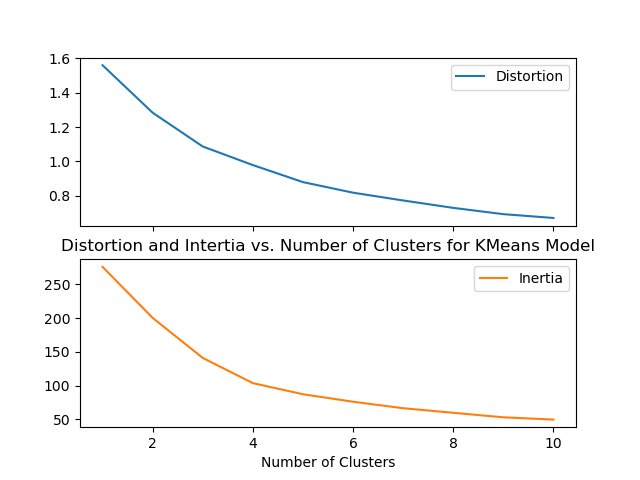 1.6
1.4
1.2
1.0
0.8
Distortion
Distortion and Intertia vs. Number of Clusters for KMeans Model
250
200
150
100
50
Inertia
2 4 6 8 10
Number of Clusters